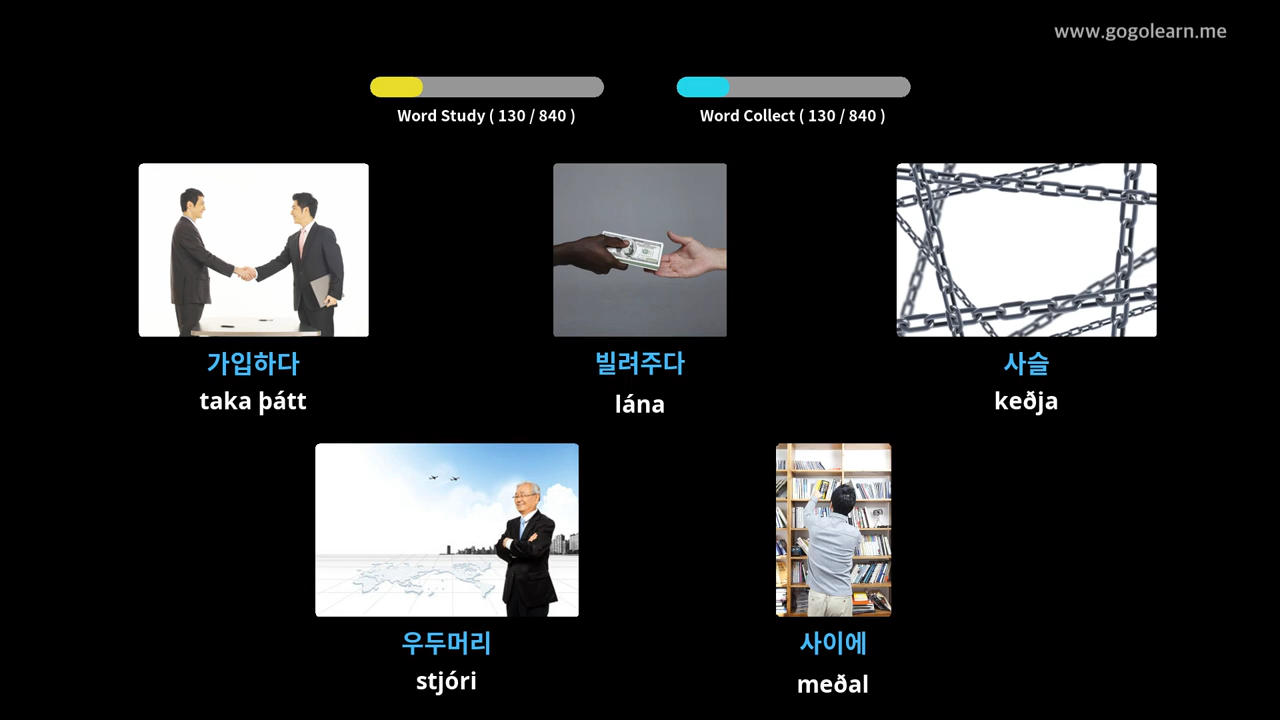 www.gogolearn.me
Word Study ( 130 / 840 )
Word Collect ( 130 / 840 )
가입하다
taka þátt
빌려주다
lána
사슬
keðja
우두머리
stjóri
사이에
meðal